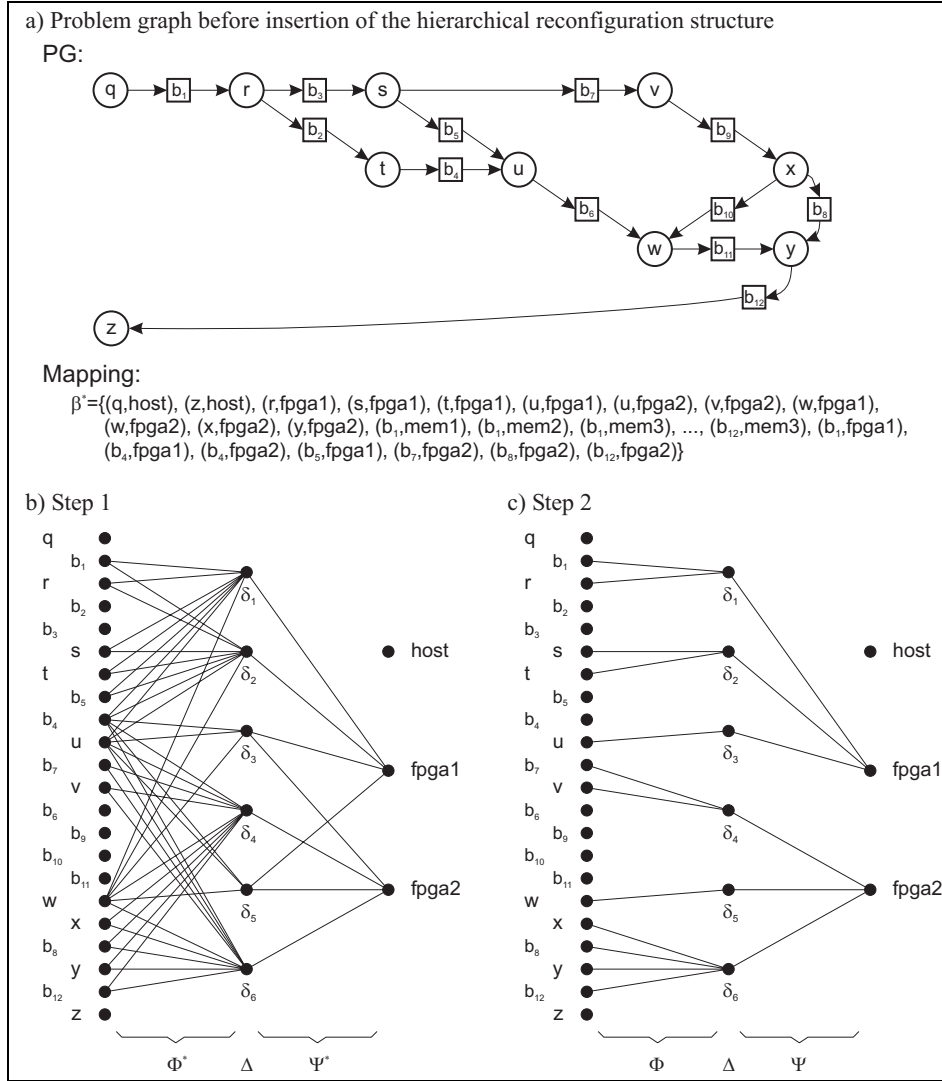 a) Problem graph before insertion of the hierarchical reconfiguration structure
PG:
q b₁ r b₃ s b₇ v
b₂ b₅ b₉
t b₄ u x
b₆ b₁₀ b₈
w b₁₁ y
b₁₂
z
Mapping:
β*={(q,host), (z,host), (r,fpga1), (s,fpga1), (t,fpga1), (u,fpga1), (u,fpga2), (v,fpga2), (w,fpga1),
(w,fpga2), (x,fpga2), (y,fpga2), (b₁,mem1), (b₁,mem2), (b₁,mem3), ..., (b₁₂,mem3), (b₁,fpga1),
(b₄,fpga1), (b₄,fpga2), (b₅,fpga1), (b₇,fpga2), (b₈,fpga2), (b₁₂,fpga2)}
b) Step 1
q
b₁
r
b₂
b₃
s
t
b₅
b₄
u
b₇
v
b₆
b₉
b₁₀
b₁₁
w
x
b₈
y
b₁₂
z
δ₁
δ₂
δ₃
δ₄
δ₅
δ₆
host
fpga1
fpga2
Φ* Δ Ψ*
c) Step 2
q
b₁
r
b₂
b₃
s
t
b₅
b₄
u
b₇
v
b₆
b₉
b₁₀
b₁₁
w
x
b₈
y
b₁₂
z
δ₁
δ₂
δ₃
δ₄
δ₅
δ₆
host
fpga1
fpga2
Φ Δ Ψ